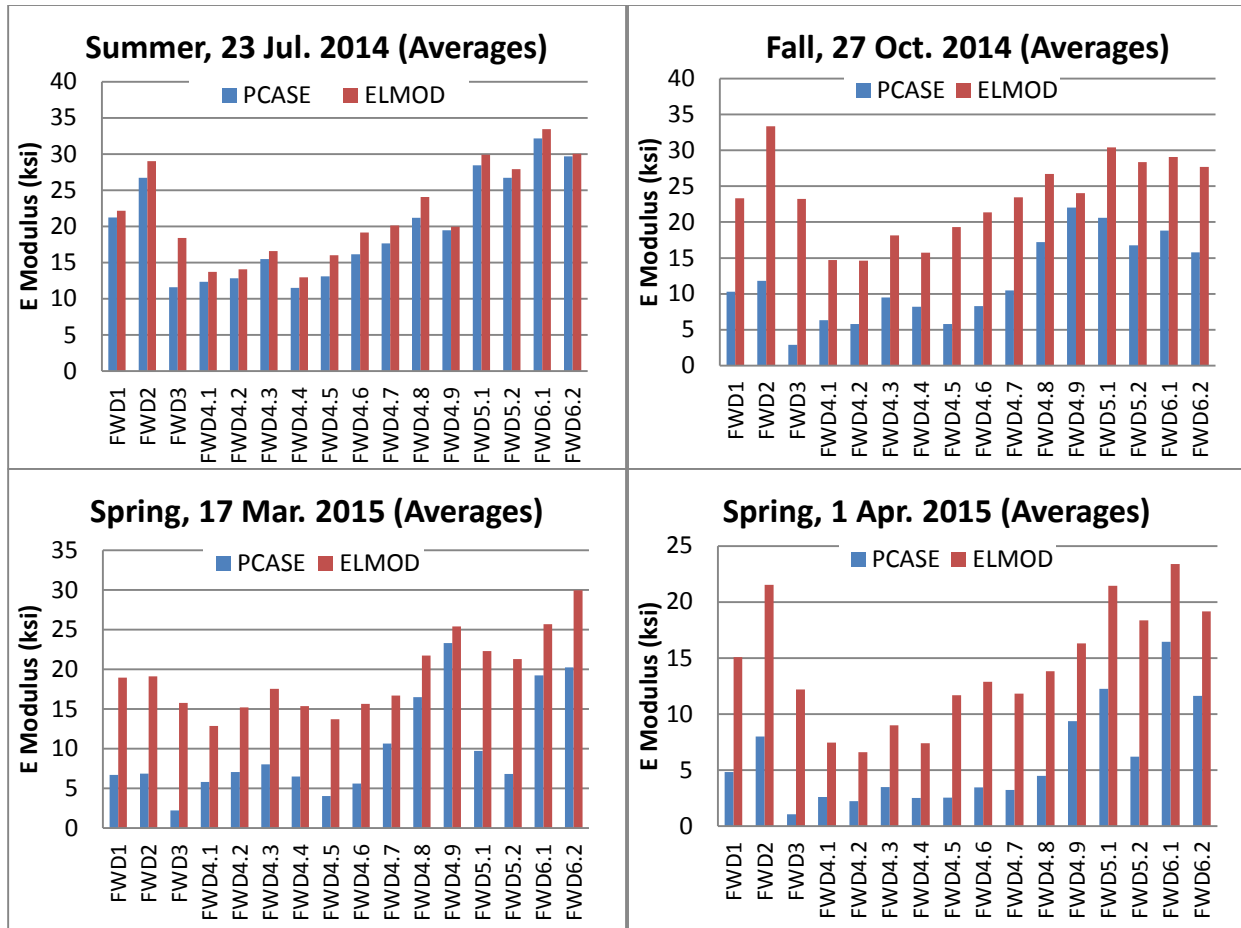 Summer, 23 Jul. 2014 (Averages)
PCASE ELMOD
E Modulus (ksi)
40
35
30
25
20
15
10
5
0
FWD1
FWD2
FWD3
FWD4.1
FWD4.2
FWD4.3
FWD4.4
FWD4.5
FWD4.6
FWD4.7
FWD4.8
FWD4.9
FWD5.1
FWD5.2
FWD6.1
FWD6.2
Fall, 27 Oct. 2014 (Averages)
PCASE ELMOD
E Modulus (ksi)
40
35
30
25
20
15
10
5
0
FWD1
FWD2
FWD3
FWD4.1
FWD4.2
FWD4.3
FWD4.4
FWD4.5
FWD4.6
FWD4.7
FWD4.8
FWD4.9
FWD5.1
FWD5.2
FWD6.1
FWD6.2
Spring, 17 Mar. 2015 (Averages)
PCASE ELMOD
E Modulus (ksi)
35
30
25
20
15
10
5
0
FWD1
FWD2
FWD3
FWD4.1
FWD4.2
FWD4.3
FWD4.4
FWD4.5
FWD4.6
FWD4.7
FWD4.8
FWD4.9
FWD5.1
FWD5.2
FWD6.1
FWD6.2
Spring, 1 Apr. 2015 (Averages)
PCASE ELMOD
E Modulus (ksi)
25
20
15
10
5
0
FWD1
FWD2
FWD3
FWD4.1
FWD4.2
FWD4.3
FWD4.4
FWD4.5
FWD4.6
FWD4.7
FWD4.8
FWD4.9
FWD5.1
FWD5.2
FWD6.1
FWD6.2